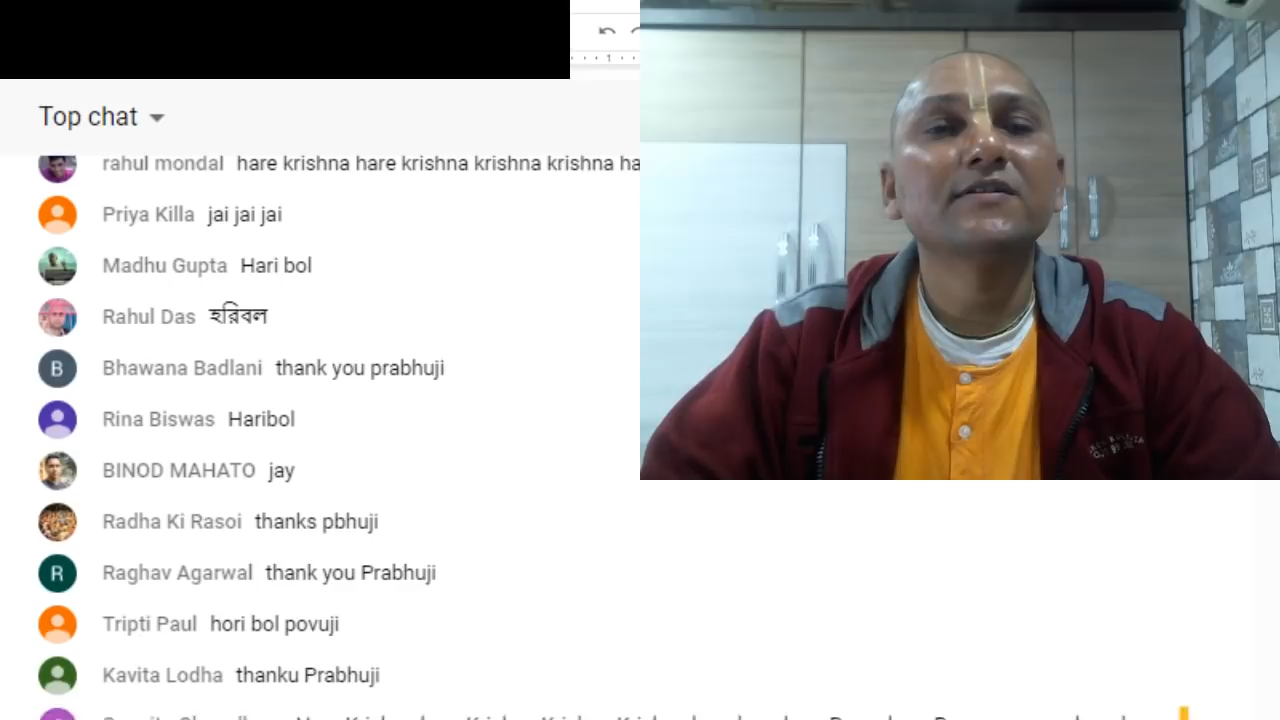 Top chat
rahul mondal hare krishna hare krishna krishna krishna ha
Priya Killa jai jai jai
Madhu Gupta Hari bol
Rahul Das হরিবল
B Bhawana Badlani thank you prabhuji
Rina Biswas Haribol
BINOD MAHATO jay
Radha Ki Rasoi thanks pbhuji
R Raghav Agarwal thank you Prabhuji
Tripti Paul hori bol povuji
Kavita Lodha thanku Prabhuji